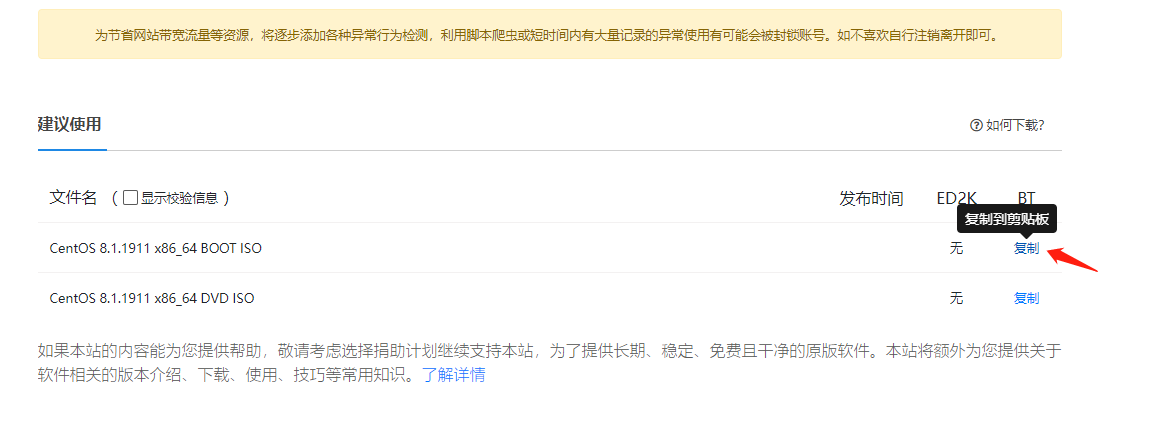 为节省网站带宽流量等资源，将逐步添加各种异常行为检测，利用脚本爬虫或短时间内有大量记录的异常使用有可能会被封锁账号。如不喜欢自行注销离开即可。
建议使用
如何下载?
文件名 ( 显示校验信息 )
发布时间
ED2K
BT
复制到剪贴板
CentOS 8.1.1911 x86_64 BOOT ISO
无
复制
CentOS 8.1.1911 x86_64 DVD ISO
无
复制
如果本站的内容能为您提供帮助，敬请考虑选择捐助计划继续支持本站，为了提供长期、稳定、免费且干净的原版软件。本站将额外为您提供关于
软件相关的版本介绍、下载、使用、技巧等常用知识。了解详情